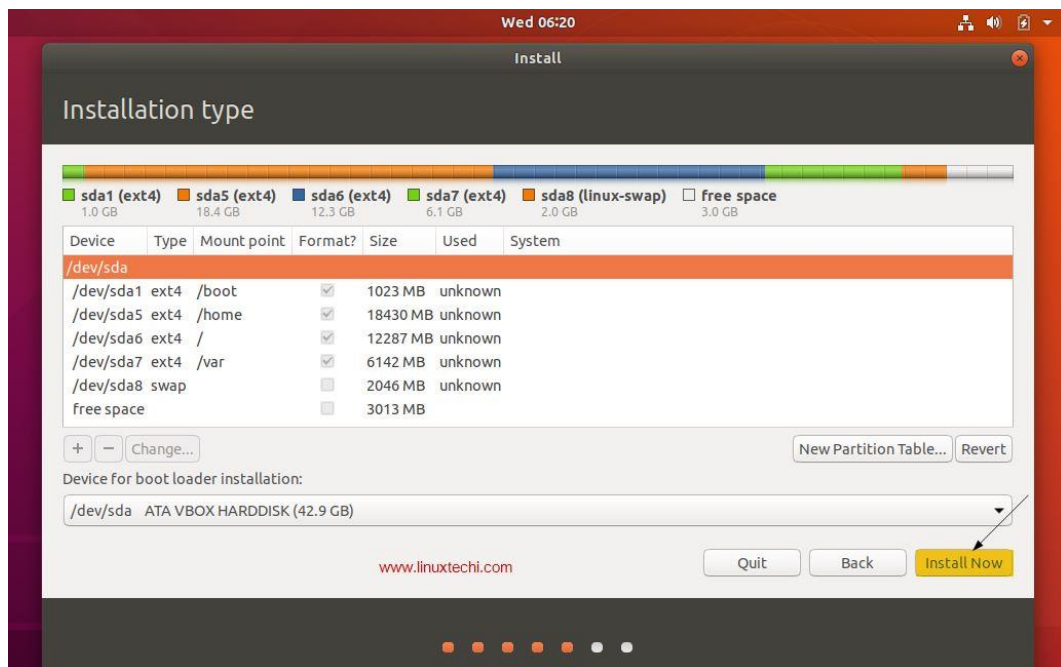 Wed 06:20
Install
Installation type
sda1 (ext4) sda5 (ext4) sda6 (ext4) sda7 (ext4) sda8 (linux-swap) free space
1.0 GB 18.4 GB 12.3 GB 6.1 GB 2.0 GB 3.0 GB
Device Type Mount point Format? Size Used System
/dev/sda
/dev/sda1 ext4 /boot 1023 MB unknown
/dev/sda5 ext4 /home 18430 MB unknown
/dev/sda6 ext4 / 12287 MB unknown
/dev/sda7 ext4 /var 6142 MB unknown
/dev/sda8 swap 2046 MB unknown
free space 3013 MB
+ − Change... New Partition Table... Revert
Device for boot loader installation:
/dev/sda ATA VBOX HARDDISK (42.9 GB)
www.linuxtechi.com Quit Back Install Now